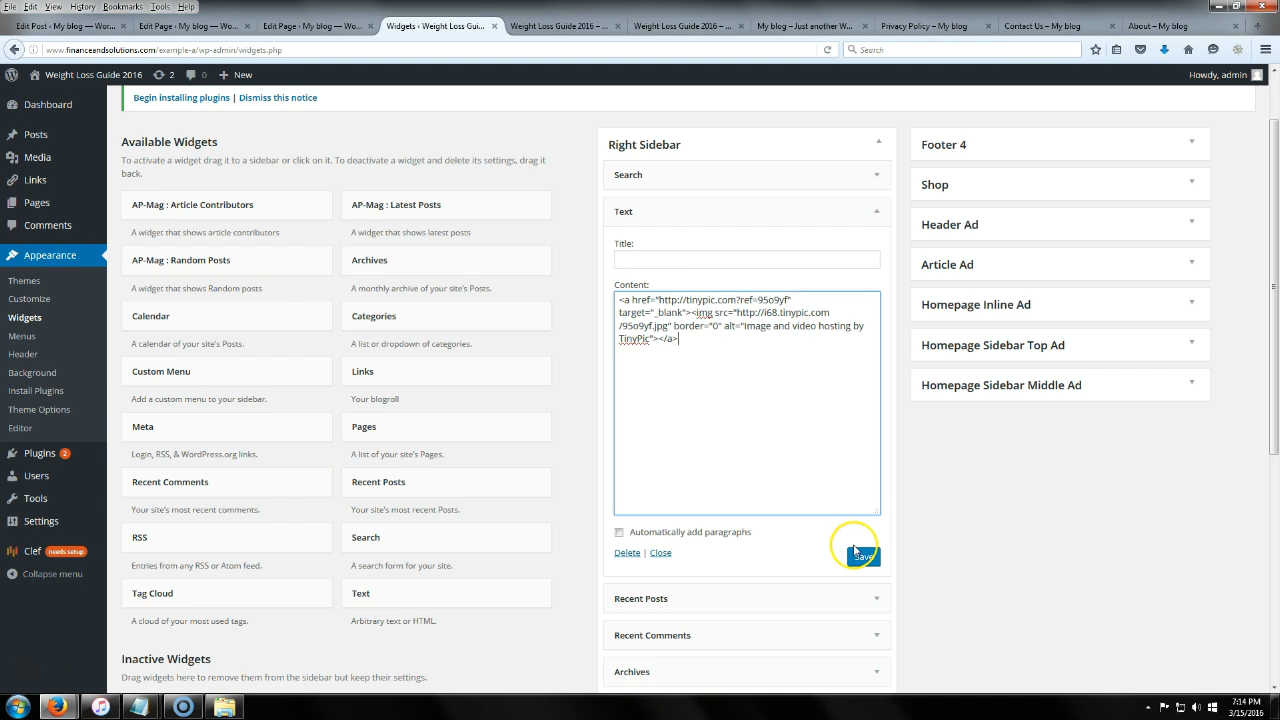 File Edit View History Bookmarks Tools Help
Edit Post ‹ My blog — Wo...
Edit Page ‹ My blog — W...
Edit Page ‹ My blog — Wo...
Widgets ‹ Weight Loss Gui...
Weight Loss Guide 2016 – ...
Weight Loss Guide 2016 –...
My blog – Just another W...
Privacy Policy – My blog
Contact Us – My blog
About – My blog
www.financeandsolutions.com/example-a/wp-admin/widgets.php
Search
Weight Loss Guide 2016
2
0
New
Howdy, admin
Dashboard
Posts
Media
Links
Pages
Comments
Appearance
Themes
Customize
Widgets
Menus
Header
Background
Install Plugins
Theme Options
Editor
Plugins 2
Users
Tools
Settings
Clef needs setup
Collapse menu
Begin installing plugins | Dismiss this notice
Available Widgets
To activate a widget drag it to a sidebar or click on it. To deactivate a widget and delete its settings, drag it
back.
AP-Mag : Article Contributors
A widget that shows article contributors
AP-Mag : Latest Posts
A widget that shows latest posts
AP-Mag : Random Posts
A widget that shows Random posts
Archives
A monthly archive of your site's Posts.
Calendar
A calendar of your site's Posts.
Categories
A list or dropdown of categories.
Custom Menu
Add a custom menu to your sidebar.
Links
Your blogroll
Meta
Login, RSS, & WordPress.org links.
Pages
A list of your site's Pages.
Recent Comments
Your site's most recent comments.
Recent Posts
Your site's most recent Posts.
RSS
Entries from any RSS or Atom feed.
Search
A search form for your site.
Tag Cloud
A cloud of your most used tags.
Text
Arbitrary text or HTML.
Inactive Widgets
Drag widgets here to remove them from the sidebar but keep their settings.
Right Sidebar
Search
Text
Title:
Content:
<a href="http://tinypic.com?ref=95o9yf"
target="_blank"><img src="http://i68.tinypic.com
/95o9yf.jpg" border="0" alt="Image and video hosting by
TinyPic"></a>
Automatically add paragraphs
Delete | Close
Save
Recent Posts
Recent Comments
Archives
Footer 4
Shop
Header Ad
Article Ad
Homepage Inline Ad
Homepage Sidebar Top Ad
Homepage Sidebar Middle Ad
7:14 PM
3/15/2016